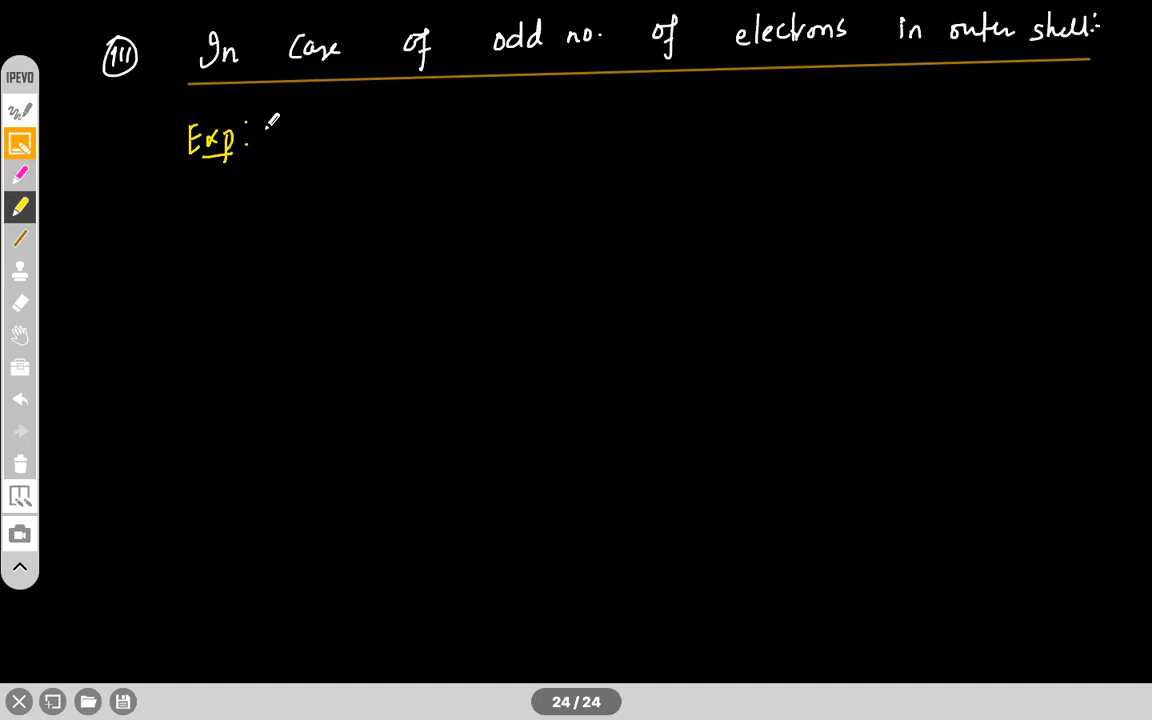 (iii) In Case of odd no. of electrons in outer shell:-
Exp:
IPEVO
24 / 24